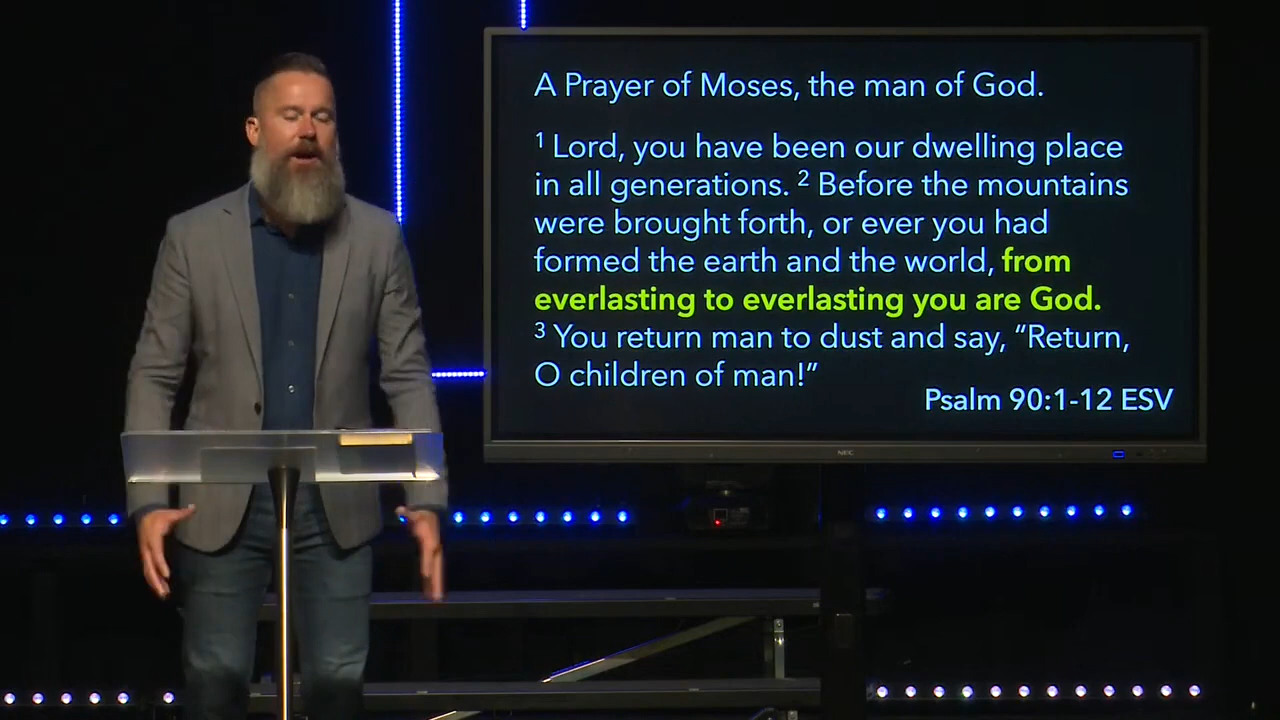 A Prayer of Moses, the man of God.
1 Lord, you have been our dwelling place
in all generations. 2 Before the mountains
were brought forth, or ever you had
formed the earth and the world, from
everlasting to everlasting you are God.
3 You return man to dust and say, “Return,
O children of man!”
Psalm 90:1-12 ESV
NEC